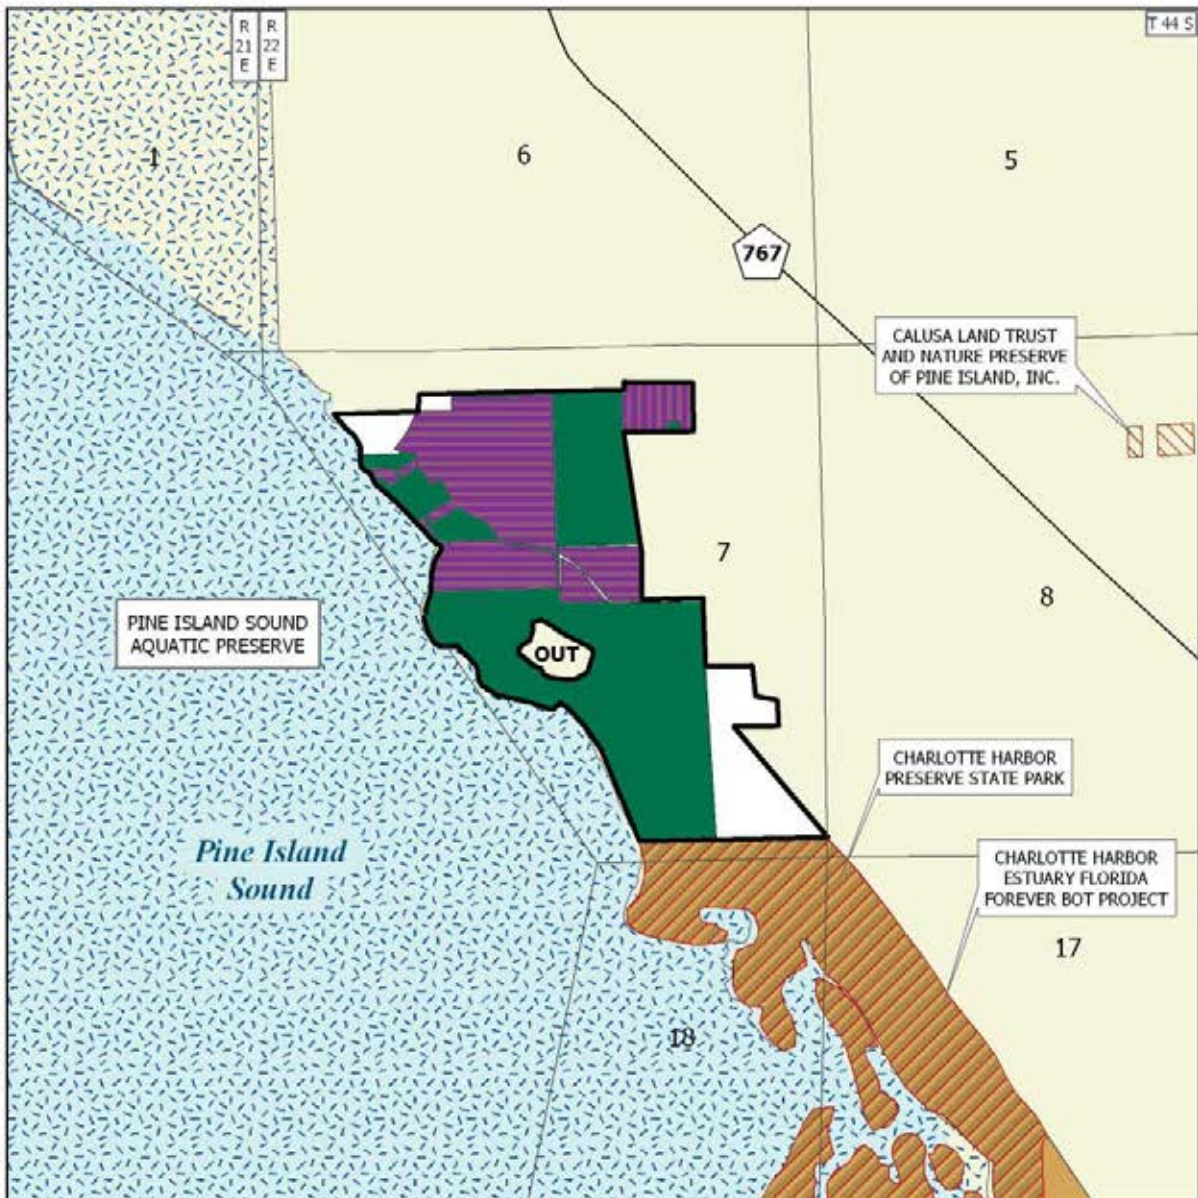 R
21
E
R
22
E
T 44 S
1
6
5
767
CALUSA LAND TRUST
AND NATURE PRESERVE
OF PINE ISLAND, INC.
7
8
PINE ISLAND SOUND
AQUATIC PRESERVE
OUT
CHARLOTTE HARBOR
PRESERVE STATE PARK
Pine Island
Sound
CHARLOTTE HARBOR
ESTUARY FLORIDA
FOREVER BOT PROJECT
17
18